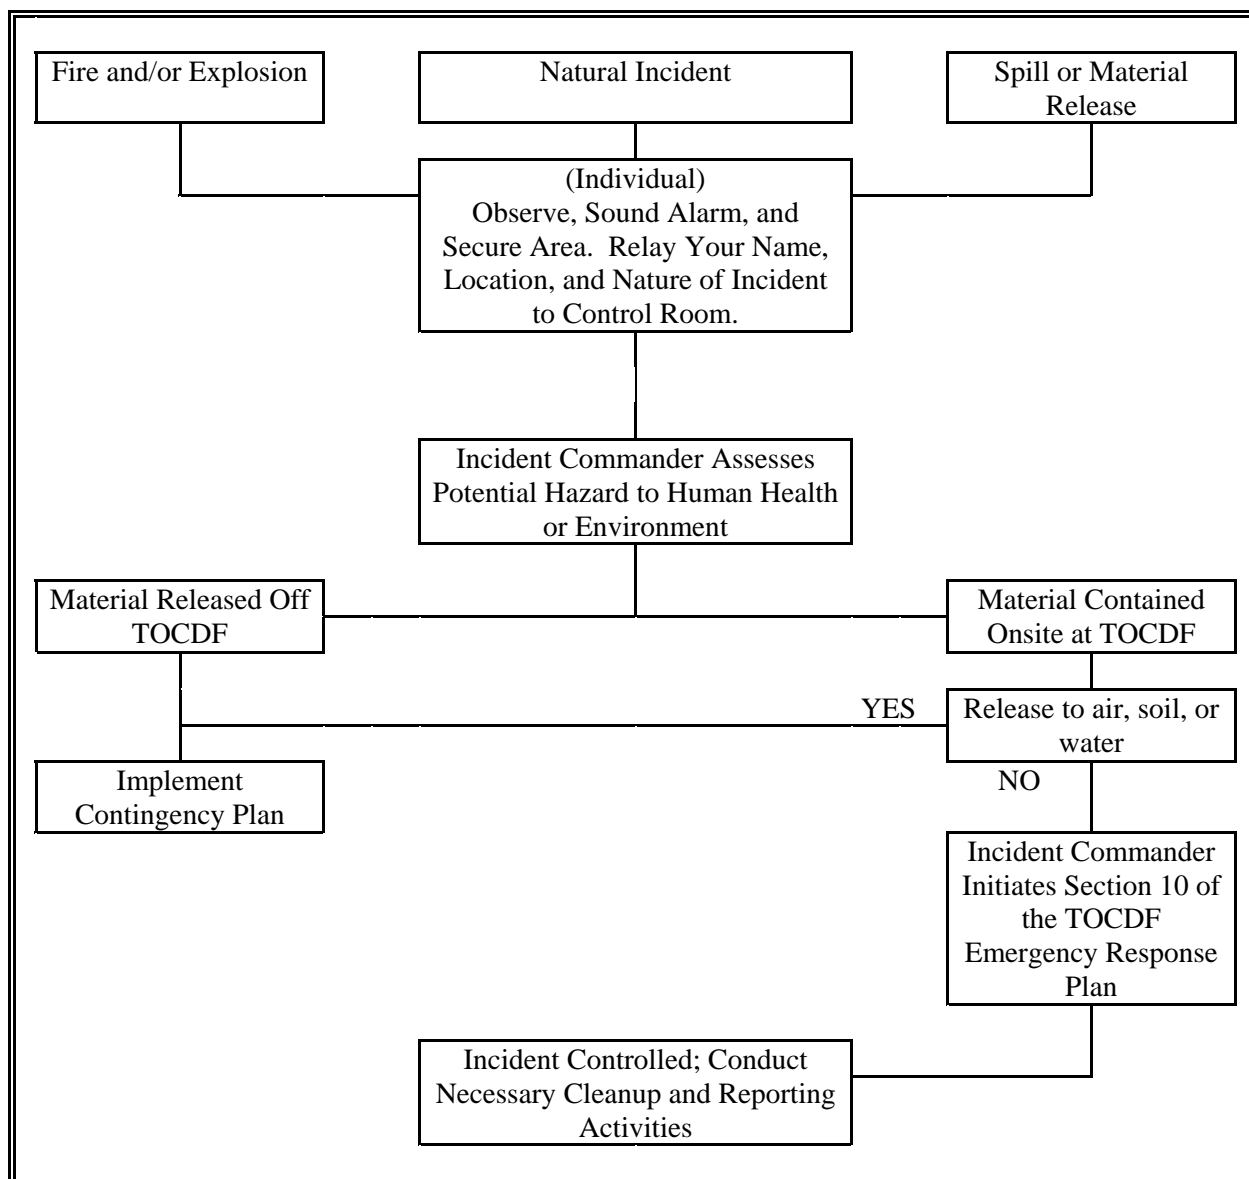 Fire and/or Explosion
Natural Incident
Spill or Material
Release
(Individual)
Observe, Sound Alarm, and
Secure Area.  Relay Your Name,
Location, and Nature of Incident
to Control Room.
Incident Commander Assesses
Potential Hazard to Human Health
or Environment
Material Released Off
TOCDF
Material Contained
Onsite at TOCDF
YES
Release to air, soil, or
water
NO
Implement
Contingency Plan
Incident Commander
Initiates Section 10 of
the TOCDF
Emergency Response
Plan
Incident Controlled; Conduct
Necessary Cleanup and Reporting
Activities